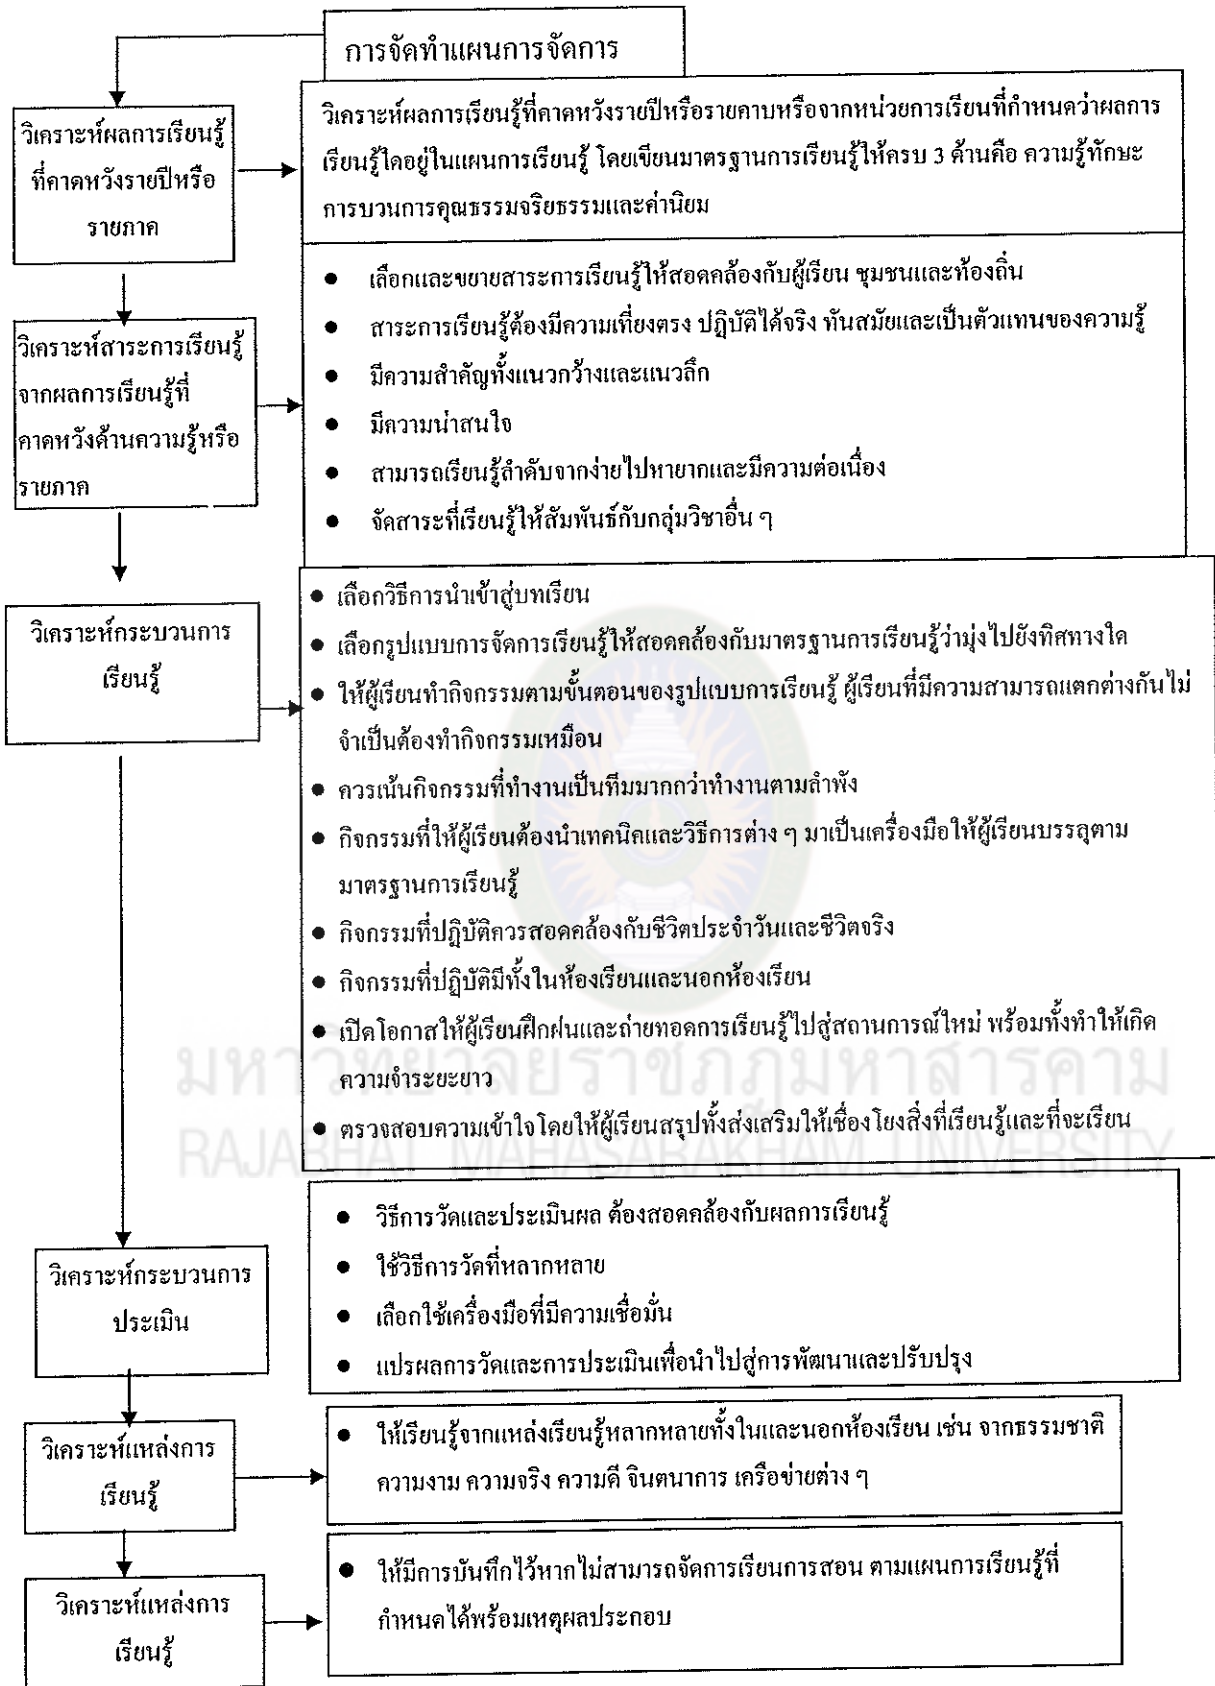 การจัดทำแผนการจัดการ
วิเคราะห์ผลการเรียนรู้
ที่คาดหวังรายปีหรือ
รายภาค
วิเคราะห์ผลการเรียนรู้ที่คาดหวังรายปีหรือรายคาบหรือจากหน่วยการเรียนที่กำหนดว่าผลการ
เรียนรู้ใดอยู่ในแผนการเรียนรู้ โดยเขียนมาตรฐานการเรียนรู้ให้ครบ 3 ด้านคือ ความรู้ทักษะ
การบวนการคุณธรรมจริยธรรมและค่านิยม
วิเคราะห์สาระการเรียนรู้
จากผลการเรียนรู้ที่
คาดหวังด้านความรู้หรือ
รายภาค
● เลือกและขยายสาระการเรียนรู้ให้สอดคล้องกับผู้เรียน ชุมชนและท้องถิ่น
● สาระการเรียนรู้ต้องมีความเที่ยงตรง ปฏิบัติได้จริง ทันสมัยและเป็นตัวแทนของความรู้
● มีความสำคัญทั้งแนวกว้างและแนวลึก
● มีความน่าสนใจ
● สามารถเรียนรู้ลำดับจากง่ายไปหายากและมีความต่อเนื่อง
● จัดสาระที่เรียนรู้ให้สัมพันธ์กับกลุ่มวิชาอื่น ๆ
วิเคราะห์กระบวนการ
เรียนรู้
● เลือกวิธีการนำเข้าสู่บทเรียน
● เลือกรูปแบบการจัดการเรียนรู้ให้สอดคล้องกับมาตรฐานการเรียนรู้ว่ามุ่งไปยังทิศทางใด
● ให้ผู้เรียนทำกิจกรรมตามขั้นตอนของรูปแบบการเรียนรู้ ผู้เรียนที่มีความสามารถแตกต่างกันไม่
จำเป็นต้องทำกิจกรรมเหมือน
● ควรเน้นกิจกรรมที่ทำงานเป็นทีมมากกว่าทำงานตามลำพัง
● กิจกรรมที่ให้ผู้เรียนต้องนำเทคนิคและวิธีการต่าง ๆ มาเป็นเครื่องมือให้ผู้เรียนบรรลุตาม
มาตรฐานการเรียนรู้
● กิจกรรมที่ปฏิบัติควรสอดคล้องกับชีวิตประจำวันและชีวิตจริง
● กิจกรรมที่ปฏิบัติมีทั้งในห้องเรียนและนอกห้องเรียน
● เปิดโอกาสให้ผู้เรียนฝึกฝนและถ่ายทอดการเรียนรู้ไปสู่สถานการณ์ใหม่ พร้อมทั้งทำให้เกิด
ความจำระยะยาว
● ตรวจสอบความเข้าใจโดยให้ผู้เรียนสรุปทั้งส่งเสริมให้เชื่องโยงสิ่งที่เรียนรู้และที่จะเรียน
มหาวิทยาลัยราชภัฏมหาสารคาม
RAJABHAT MAHASARAKHAM UNIVERSITY
วิเคราะห์กระบวนการ
ประเมิน
● วิธีการวัดและประเมินผล ต้องสอดคล้องกับผลการเรียนรู้
● ใช้วิธีการวัดที่หลากหลาย
● เลือกใช้เครื่องมือที่มีความเชื่อมั่น
● แปรผลการวัดและการประเมินเพื่อนำไปสู่การพัฒนาและปรับปรุง
วิเคราะห์แหล่งการ
เรียนรู้
● ให้เรียนรู้จากแหล่งเรียนรู้หลากหลายทั้งในและนอกห้องเรียน เช่น จากธรรมชาติ
ความงาม ความจริง ความดี จินตนาการ เครือข่ายต่าง ๆ
วิเคราะห์แหล่งการ
เรียนรู้
● ให้มีการบันทึกไว้หากไม่สามารถจัดการเรียนการสอน ตามแผนการเรียนรู้ที่
กำหนดได้พร้อมเหตุผลประกอบ